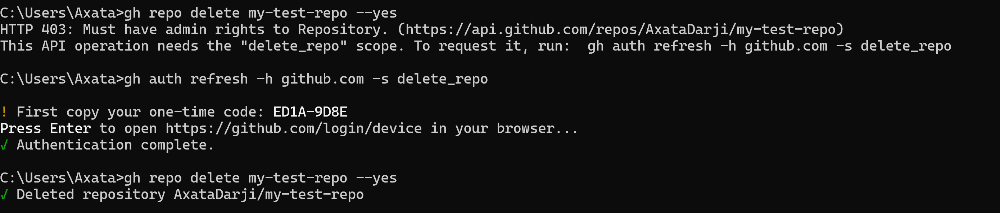 C:\Users\Axata>gh repo delete my-test-repo --yes
HTTP 403: Must have admin rights to Repository. (https://api.github.com/repos/AxataDarji/my-test-repo)
This API operation needs the "delete_repo" scope. To request it, run:  gh auth refresh -h github.com -s delete_repo
C:\Users\Axata>gh auth refresh -h github.com -s delete_repo
! First copy your one-time code: ED1A-9D8E
Press Enter to open https://github.com/login/device in your browser...
✓ Authentication complete.
C:\Users\Axata>gh repo delete my-test-repo --yes
✓ Deleted repository AxataDarji/my-test-repo